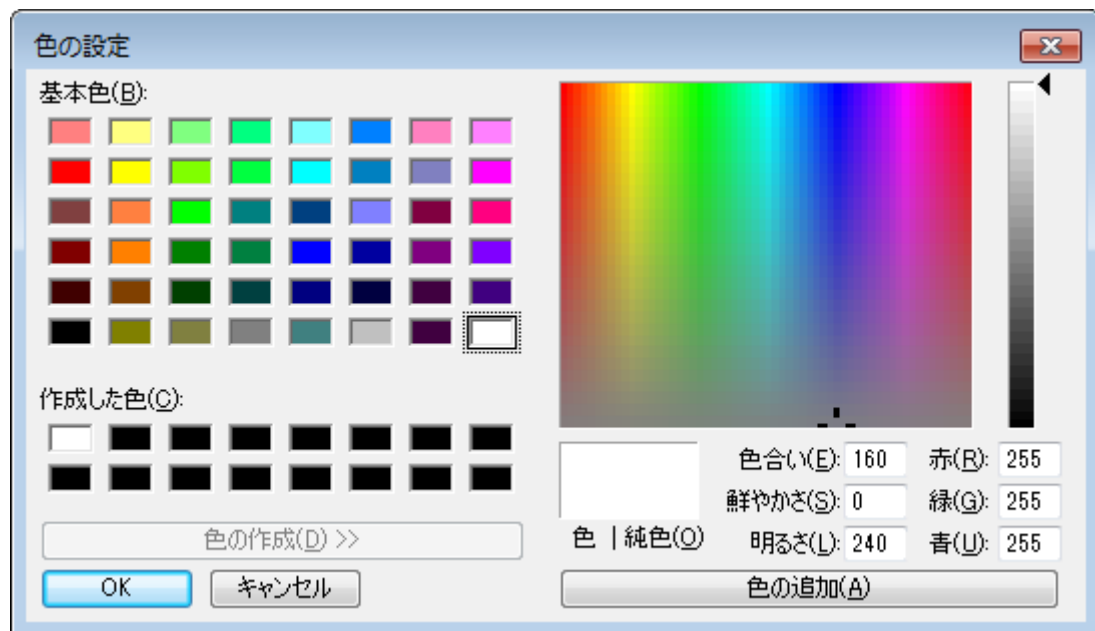 色の設定
基本色(B):
作成した色(C):
色の作成(D) >>
OK
キャンセル
色 | 純色(O)
色合い(E): 160
鮮やかさ(S): 0
明るさ(L): 240
赤(R): 255
緑(G): 255
青(U): 255
色の追加(A)